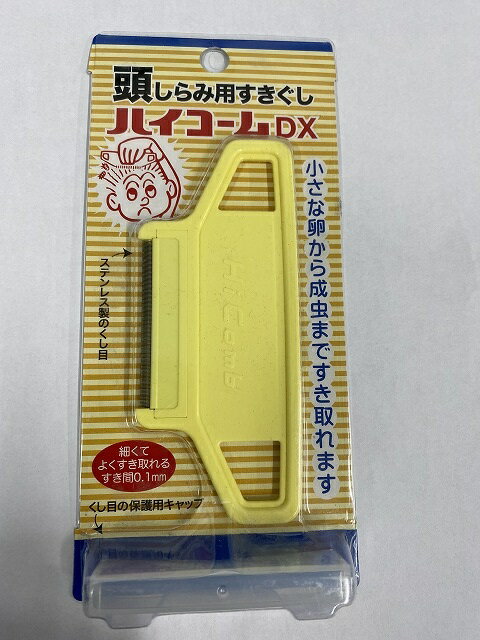 頭しらみ用すきぐし
ハイコームDX
小さな卵から成虫まですき取れます
ステンレス製のくし目
細くて
よくすき取れる
すき間0.1mm
くし目の保護用キャップ